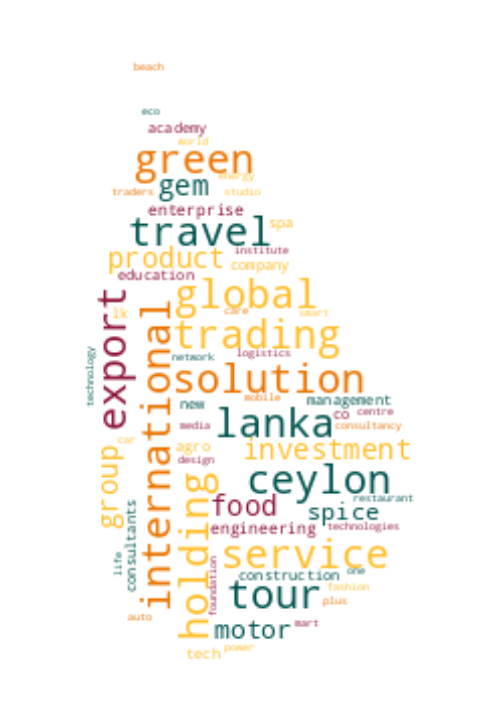 beach
eco
academy
world
green
energy
gem
traders
studio
enterprise
travel
spa
institute
product
company
education
global
export
international
lk
care
smart
trading
network
logistics
technology
solution
new
mobile
management
lanka
co
centre
media
consultancy
car
agro
investment
design
group
holding
ceylon
food
restaurant
spice
consultants
engineering
technologies
service
life
foundation
construction
one
tour
fashion
plus
auto
motor
mart
tech
power